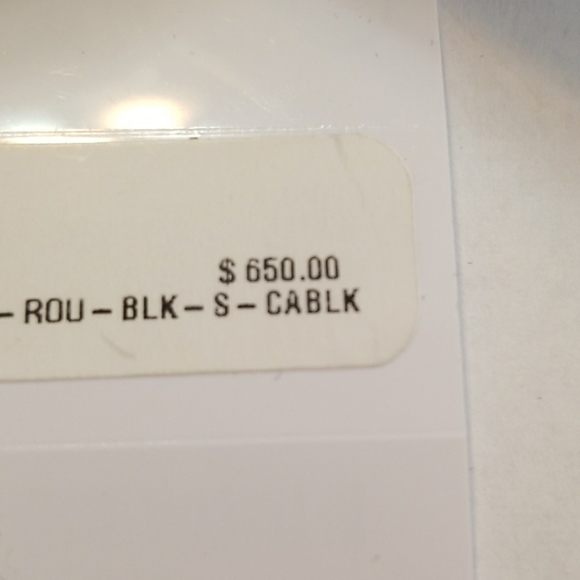 $ 650.00
- ROU - BLK - S - CABLK